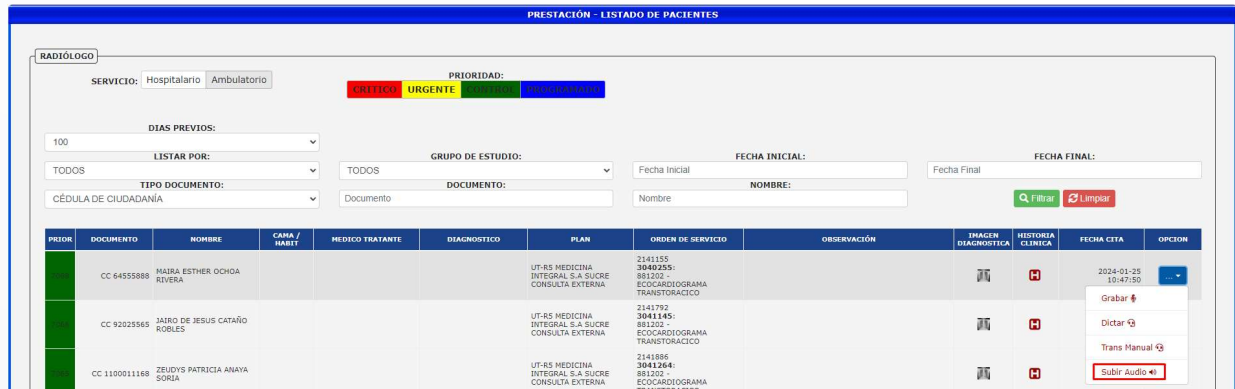 PRESTACIÓN - LISTADO DE PACIENTES
RADIÓLOGO
SERVICIO: Hospitalario Ambulatorio
PRIORIDAD:
CRITICO URGENTE CONTROL PROGRAMADO
DIAS PREVIOS:
100
LISTAR POR: GRUPO DE ESTUDIO: FECHA INICIAL: FECHA FINAL:
TODOS TODOS Fecha Inicial Fecha Final
TIPO DOCUMENTO: DOCUMENTO: NOMBRE:
CÉDULA DE CIUDADANÍA Documento Nombre Filtrar Limpiar
PRIOR DOCUMENTO NOMBRE CAMA / HABIT MEDICO TRATANTE DIAGNOSTICO PLAN ORDEN DE SERVICIO OBSERVACIÓN IMAGEN DIAGNOSTICA HISTORIA CLINICA FECHA CITA OPCION
CC 64555888 MAIRA ESTHER OCHOA RIVERA
UT-R5 MEDICINA INTEGRAL S.A SUCRE CONSULTA EXTERNA
2141155
3040255:
881202 -
ECOCARDIOGRAMA
TRANSTORACICO
2024-01-25
10:47:50
...
CC 92025565 JAIRO DE JESUS CATAÑO ROBLES
UT-R5 MEDICINA INTEGRAL S.A SUCRE CONSULTA EXTERNA
2141792
3041145:
881202 -
ECOCARDIOGRAMA
TRANSTORACICO
CC 1100011168 ZEUDYS PATRICIA ANAYA SORIA
UT-R5 MEDICINA INTEGRAL S.A SUCRE CONSULTA EXTERNA
2141886
3041264:
881202 -
ECOCARDIOGRAMA
Grabar
Dictar
Trans Manual
Subir Audio